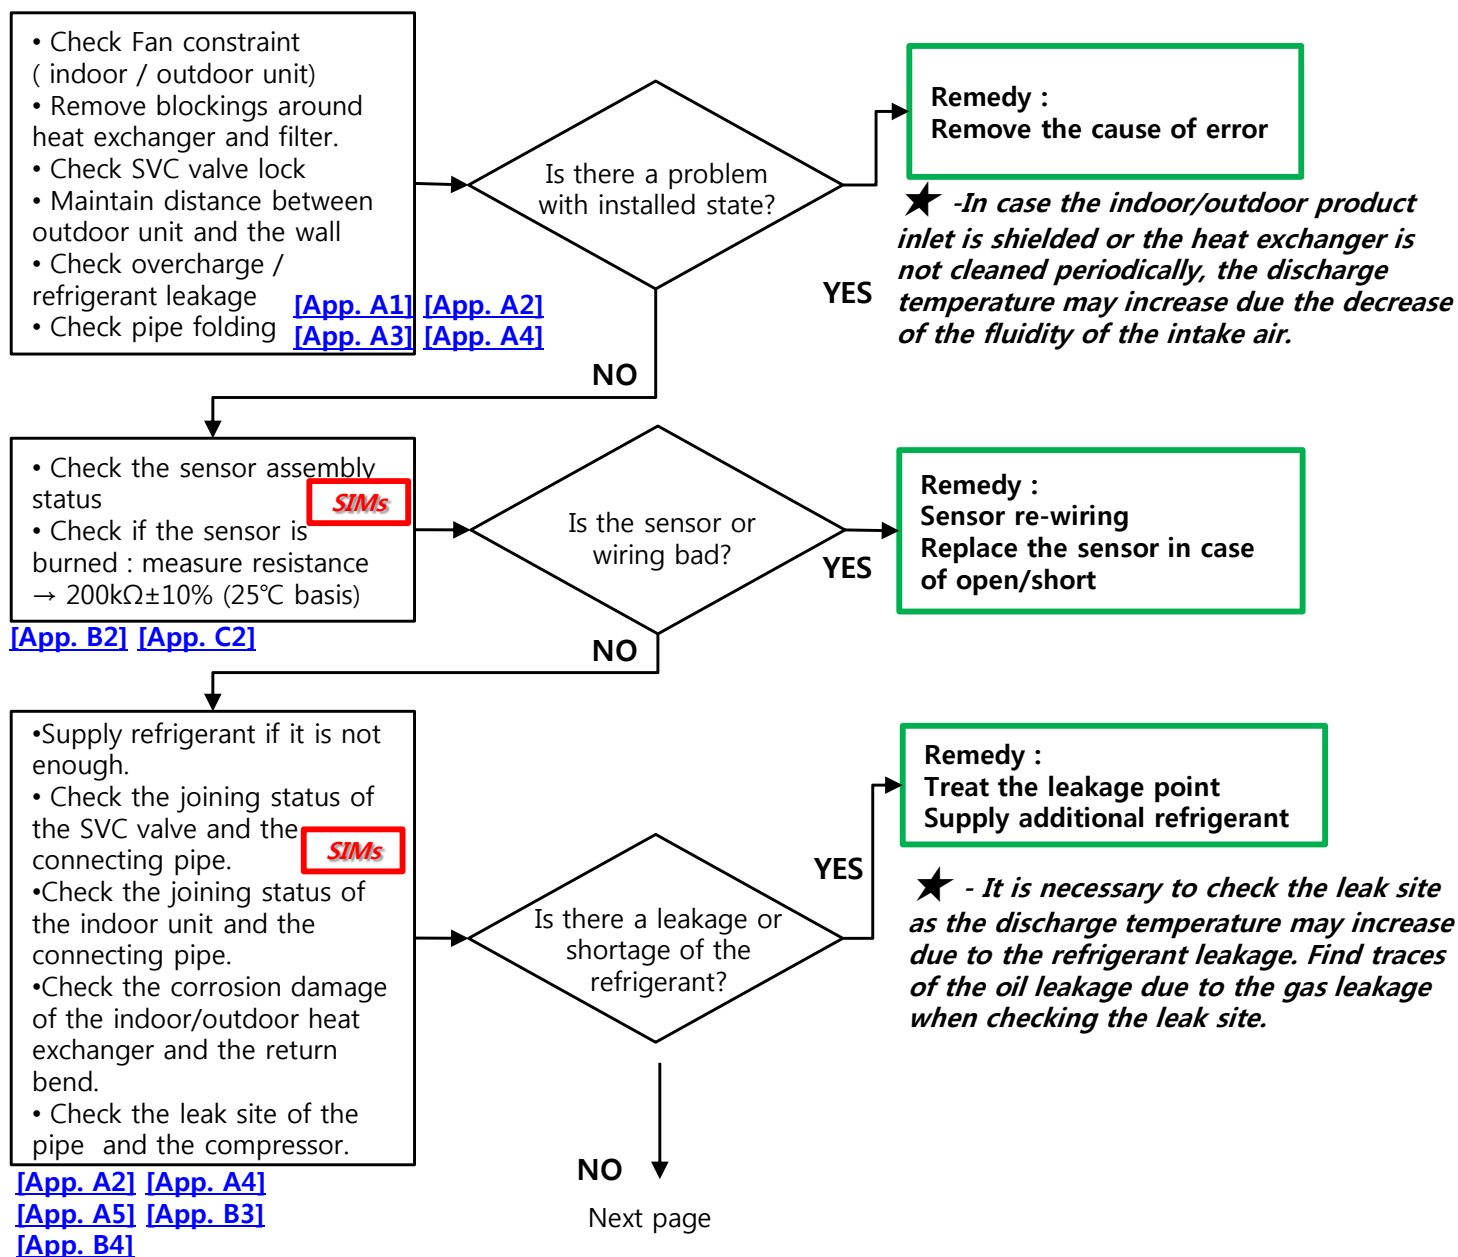 • Check Fan constraint
( indoor / outdoor unit)
• Remove blockings around
heat exchanger and filter.
• Check SVC valve lock
• Maintain distance between
outdoor unit and the wall
• Check overcharge /
refrigerant leakage
• Check pipe folding
[App. A1] [App. A2]
[App. A3] [App. A4]
Is there a problem
with installed state?
YES
NO
Remedy :
Remove the cause of error
★ -In case the indoor/outdoor product
inlet is shielded or the heat exchanger is
not cleaned periodically, the discharge
temperature may increase due the decrease
of the fluidity of the intake air.
• Check the sensor assembly
status
• Check if the sensor is
burned : measure resistance
→ 200kΩ±10% (25℃ basis)
SIMs
[App. B2] [App. C2]
Is the sensor or
wiring bad?
YES
NO
Remedy :
Sensor re-wiring
Replace the sensor in case
of open/short
•Supply refrigerant if it is not
enough.
• Check the joining status of
the SVC valve and the
connecting pipe.
•Check the joining status of
the indoor unit and the
connecting pipe.
•Check the corrosion damage
of the indoor/outdoor heat
exchanger and the return
bend.
• Check the leak site of the
pipe  and the compressor.
SIMs
[App. A2] [App. A4]
[App. A5] [App. B3]
[App. B4]
Is there a leakage or
shortage of the
refrigerant?
YES
NO
Next page
Remedy :
Treat the leakage point
Supply additional refrigerant
★ - It is necessary to check the leak site
as the discharge temperature may increase
due to the refrigerant leakage. Find traces
of the oil leakage due to the gas leakage
when checking the leak site.